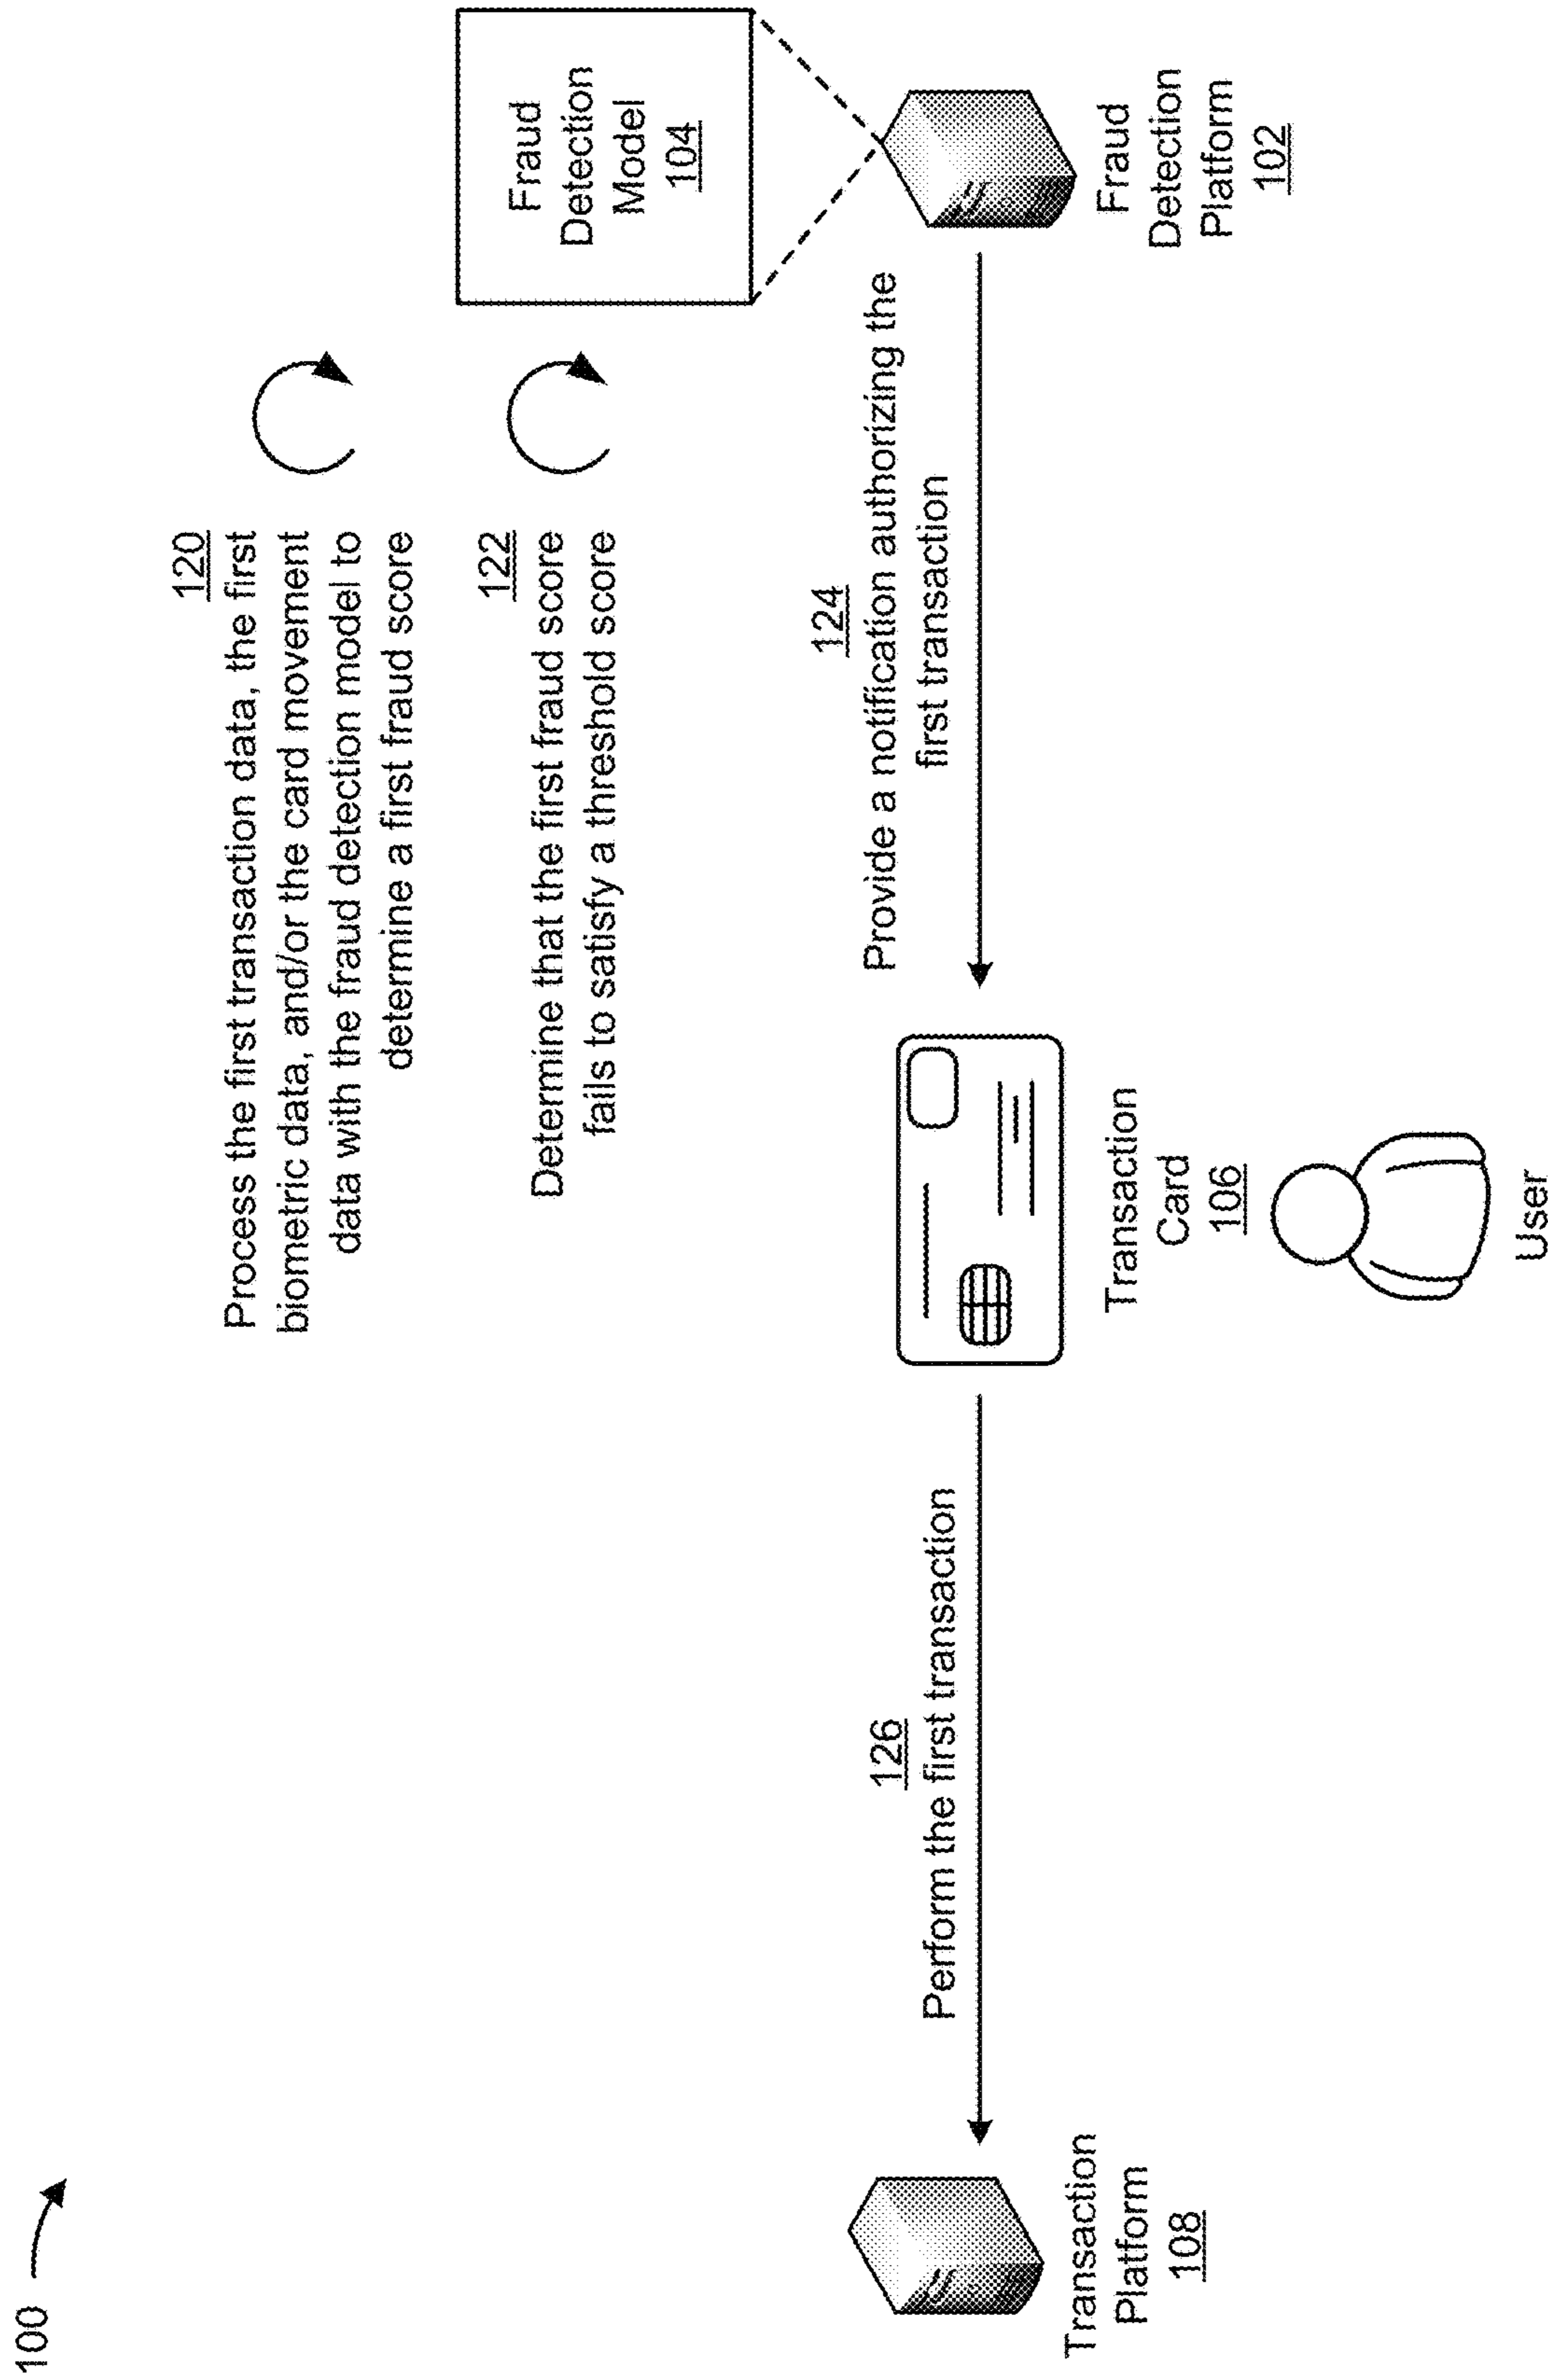 100
120
Process the first transaction data, the first
biometric data, and/or the card movement
data with the fraud detection model to
determine a first fraud score
122
Determine that the first fraud score
fails to satisfy a threshold score
Fraud
Detection
Model
104
126
Perform the first transaction
124
Provide a notification authorizing the
first transaction
Transaction
Platform
108
Transaction
Card
106
User
Fraud
Detection
Platform
102